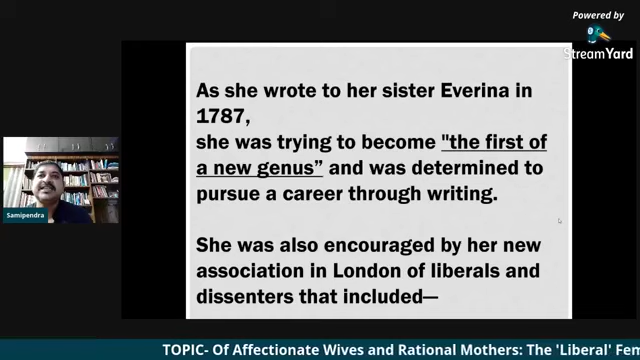 Powered by
StreamYard
As she wrote to her sister Everina in
1787,
she was trying to become "the first of
a new genus” and was determined to
pursue a career through writing.
She was also encouraged by her new
association in London of liberals and
dissenters that included—
Samipendra
TOPIC- Of Affectionate Wives and Rational Mothers: The 'Liberal' Fem